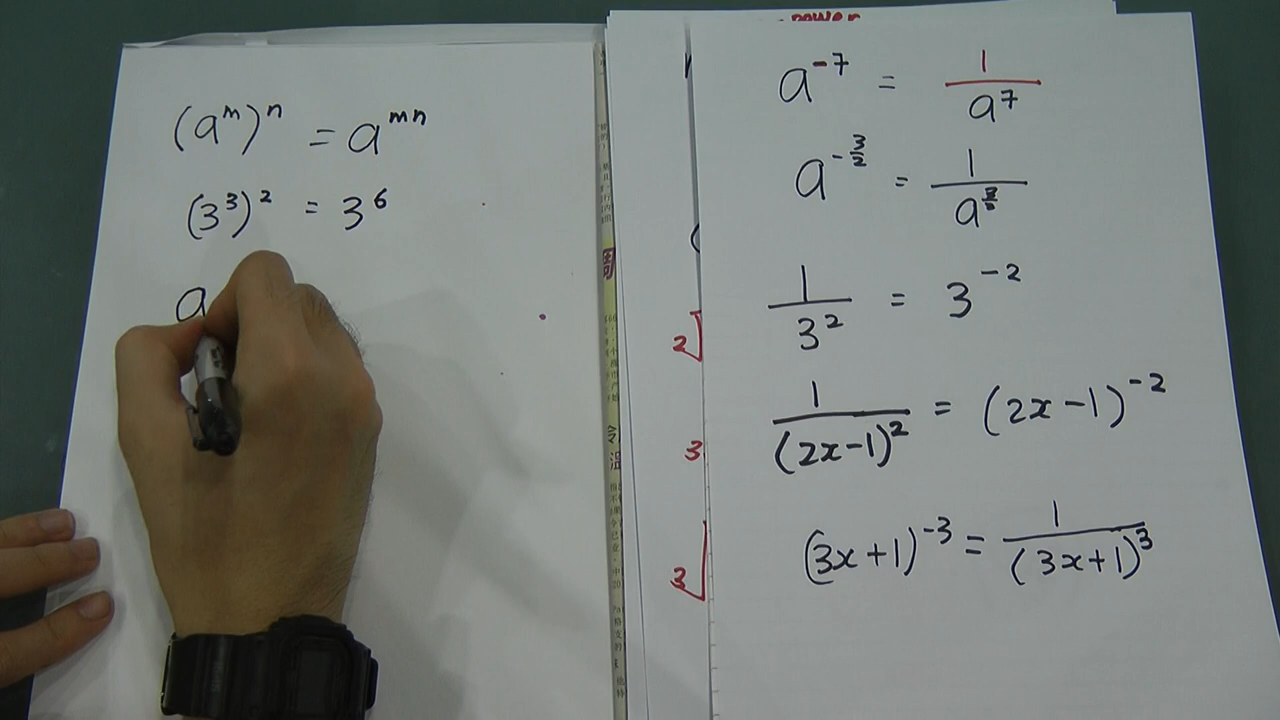 (a^m)^n = a^{mn}
(3^3)^2 = 3^6
a
power
2√
3
3√
a^{-7} = 1/a^7
a^{-3/2} = 1/a^{3/2}
1/3^2 = 3^{-2}
1/(2x-1)^2 = (2x-1)^{-2}
(3x+1)^{-3} = 1/(3x+1)^3